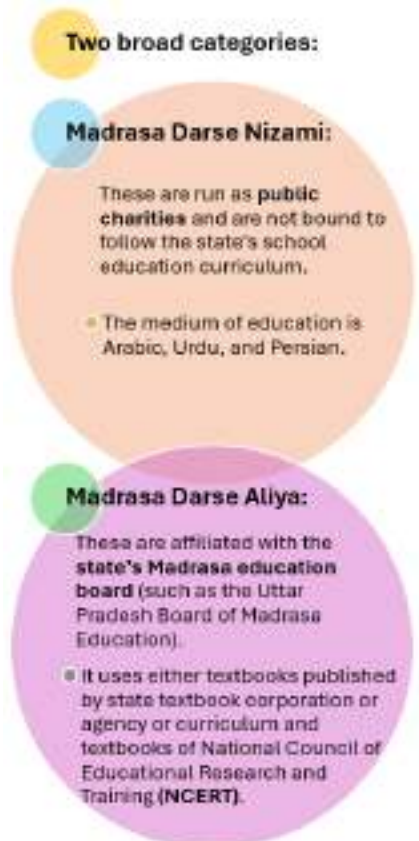 Two broad categories:
Madrasa Darse Nizami:
These are run as public
charities and are not bound to
follow the state's school
education curriculum.
The medium of education is
Arabic, Urdu, and Persian.
Madrasa Darse Aliya:
These are affiliated with the
state's Madrasa education
board (such as the Uttar
Pradesh Board of Madrasa
Education).
It uses either textbooks published
by state textbook corporation or
agency or curriculum and
textbooks of National Council of
Educational Research and
Training (NCERT).